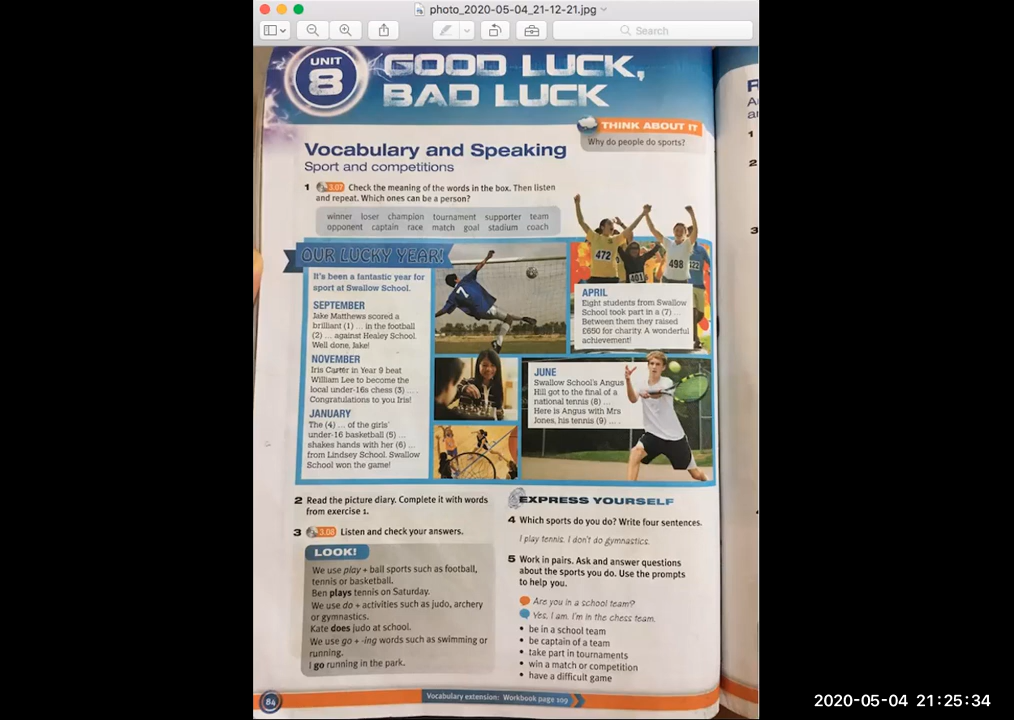 photo_2020-05-04_21-12-21.jpg
Search
UNIT
8
GOOD LUCK,
BAD LUCK
THINK ABOUT IT
Why do people do sports?
Vocabulary and Speaking
Sport and competitions
1 3.07 Check the meaning of the words in the box. Then listen
and repeat. Which ones can be a person?
winner loser champion tournament supporter team
opponent captain race match goal stadium coach
OUR LUCKY YEAR!
It's been a fantastic year for
sport at Swallow School.
SEPTEMBER
Jake Matthews scored a
brilliant (1) ... in the football
(2) ... against Healey School.
Well done, Jake!
NOVEMBER
Iris Carter in Year 9 beat
William Lee to become the
local under-16s chess (3) ... .
Congratulations to you Iris!
JANUARY
The (4) ... of the girls'
under-16 basketball (5) ...
shakes hands with her (6) ...
from Lindsey School. Swallow
School won the game!
7
472
401
498
322
APRIL
Eight students from Swallow
School took part in a (7) ...
Between them they raised
£650 for charity. A wonderful
achievement!
JUNE
Swallow School's Angus
Hill got to the final of a
national tennis (8) ...
Here is Angus with Mrs
Jones, his tennis (9) ... .
2 Read the picture diary. Complete it with words
from exercise 1.
3 3.08 Listen and check your answers.
LOOK!
We use play + ball sports such as football,
tennis or basketball.
Ben plays tennis on Saturday.
We use do + activities such as judo, archery
or gymnastics.
Kate does judo at school.
We use go + -ing words such as swimming or
running.
I go running in the park.
EXPRESS YOURSELF
4 Which sports do you do? Write four sentences.
I play tennis. I don't do gymnastics.
5 Work in pairs. Ask and answer questions
about the sports you do. Use the prompts
to help you.
Are you in a school team?
Yes, I am. I'm in the chess team.
• be in a school team
• be captain of a team
• take part in tournaments
• win a match or competition
• have a difficult game
84
Vocabulary extension: Workbook page 109
1
2
3
2020-05-04 21:25:34